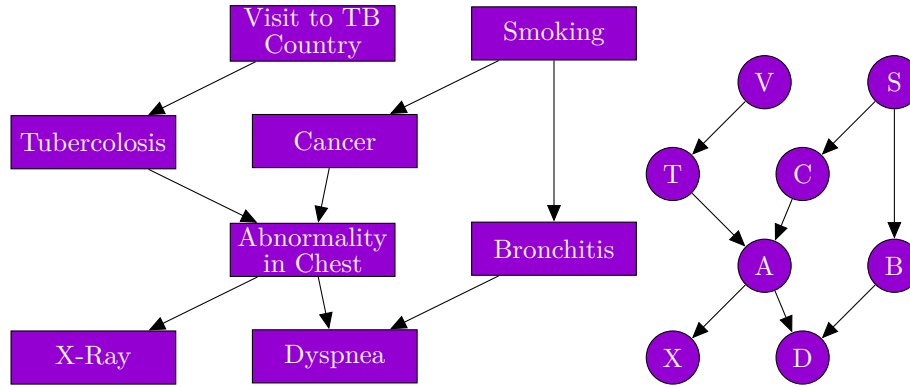 Visit to TB
Country
Smoking
Tubercolosis
Cancer
Abnormality
in Chest
Bronchitis
X-Ray
Dyspnea
V
S
T
C
A
B
X
D